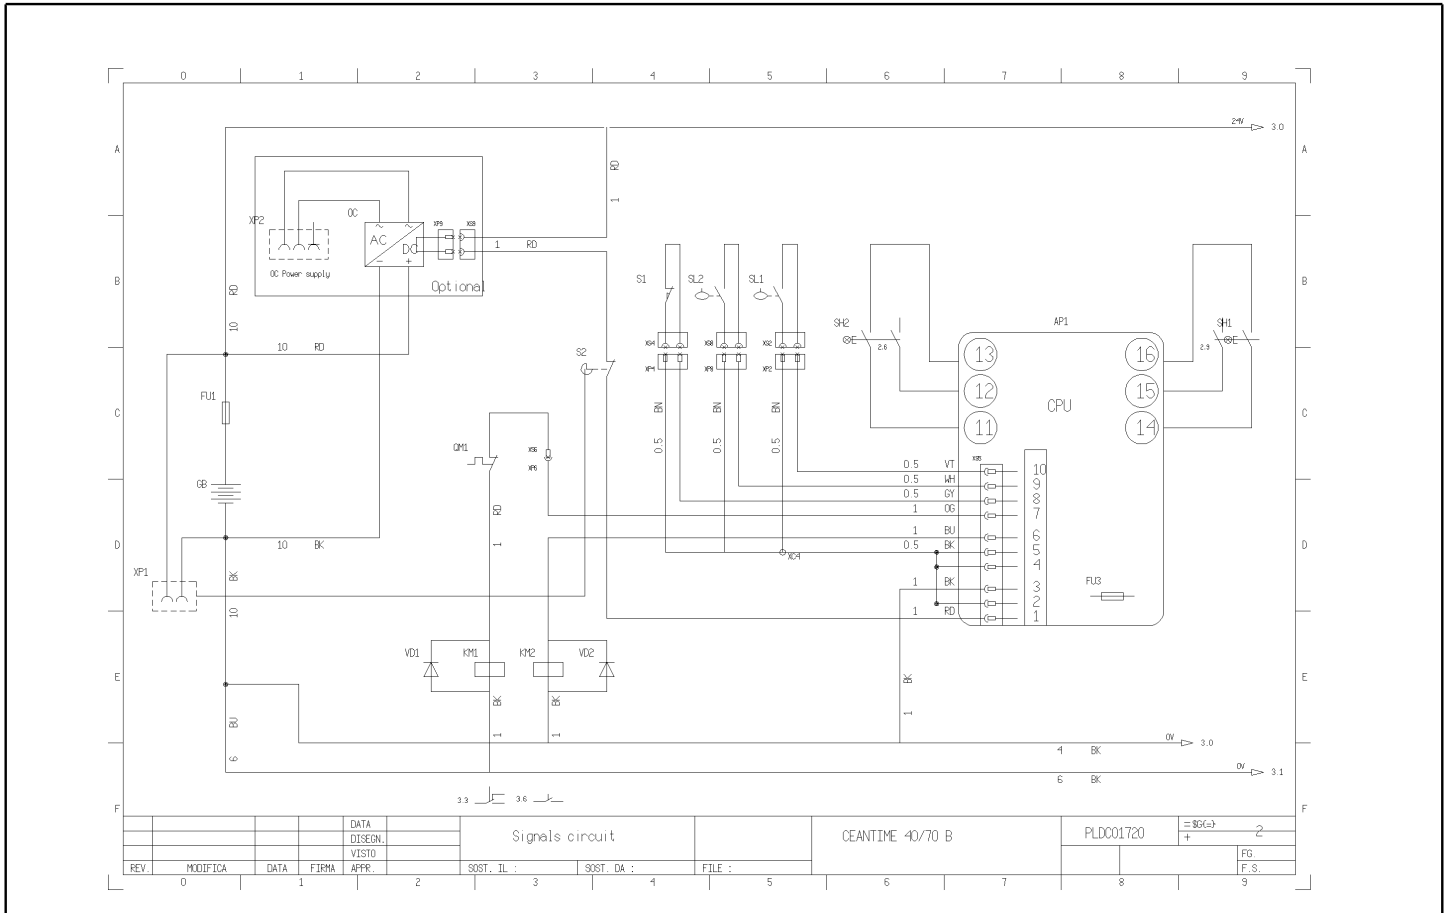 0 1 2 3 4 5 6 7 8 9
24V 3.0
A A
RD
1
XP2 OC XP9 XS9
AC
DC
1 RD
OC Power supply
Optional
B B
RD
10
S1 SL2 SL1
SH2 E 2.6
AP1
SH1
2.9 E
10 RD
XS4 XS8 XS2
XP4 XP8 XP2
S2
13 16
12 15
11 14
CPU
FU1
C C
BN BN BN
0.5 0.5 0.5
QM1 XS6
XP6
XS5
0.5 VT 10
0.5 WH 9
0.5 GY 8
1 OG 7
1 BU 6
0.5 BK 5
4
1 BK 3
2
1 RD 1
GB
RD
1
D D
10 BK
XC4
XP1
BK
10
FU3
VD1 KM1 KM2 VD2
E E
BK BK BK
1 1 1
BU
6
0V 3.0
4 BK
0V 3.1
6 BK
3.3 3.6
F F
DATA
DISEGN.
VISTO
REV. MODIFICA DATA FIRMA APPR.
Signals circuit
SOST. IL : SOST. DA : FILE :
CEANTIME 40/70 B
PLDC01720
=$G(=)
+
2
FG.
F.S.
0 1 2 3 4 5 6 7 8 9